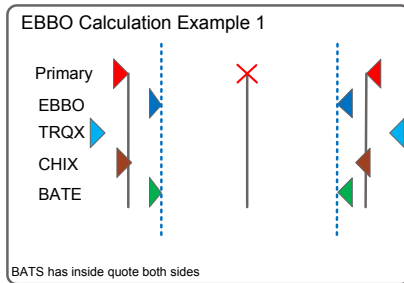 EBBO Calculation Example 1
Primary
EBBO
TRQX
CHIX
BATE
BATS has inside quote both sides